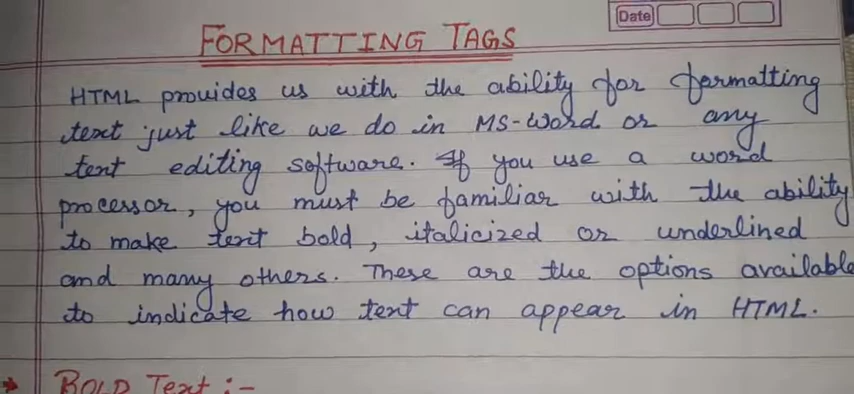 Date
FORMATTING TAGS
HTML provides us with the ability for formatting
text just like we do in MS-Word or any
text editing software. If you use a word
processor, you must be familiar with the ability
to make text bold, italicized or underlined
and many others. These are the options available
to indicate how text can appear in HTML.
→ BOLD Text :-